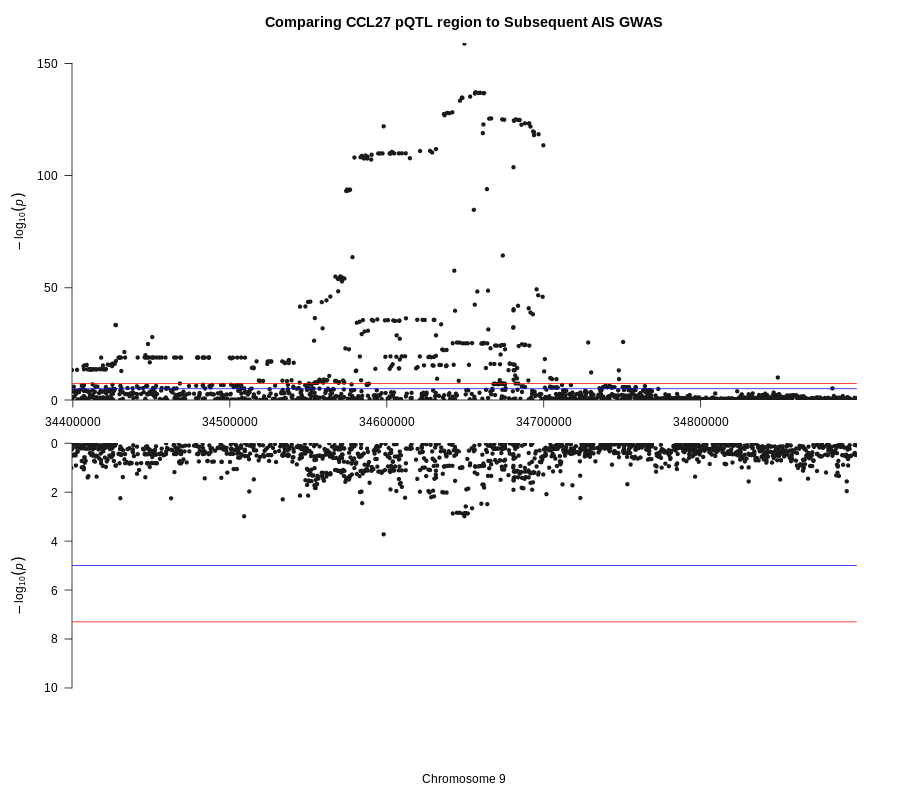 Comparing CCL27 pQTL region to Subsequent AIS GWAS
150
100
50
0
− log10(p)
34400000 34500000 34600000 34700000 34800000
0
2
4
6
8
10
− log10(p)
Chromosome 9